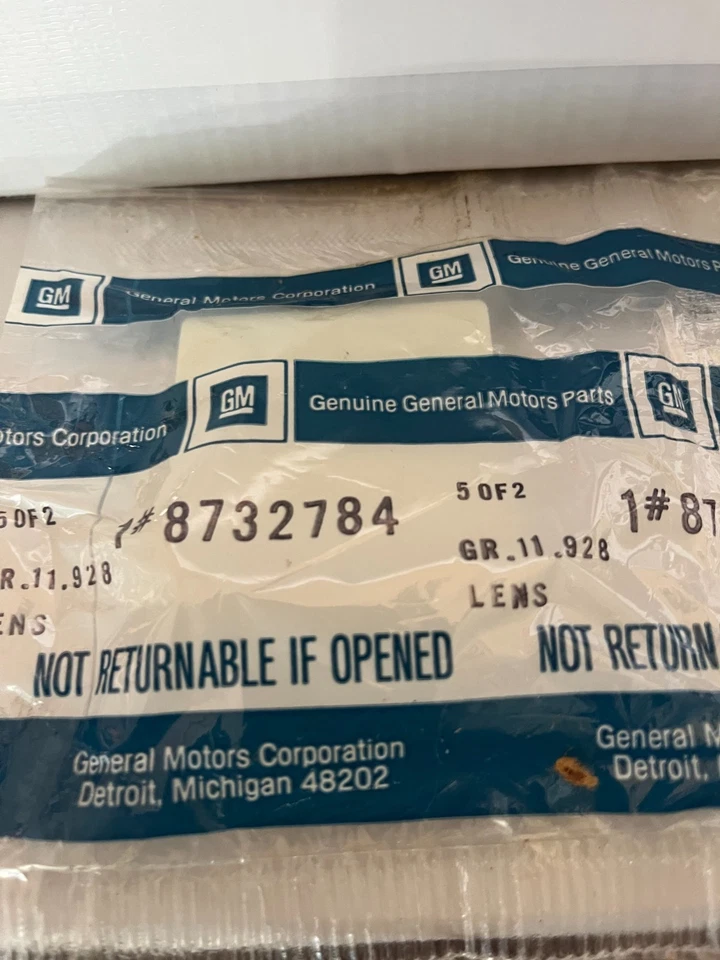 GM General Motors Corporation GM Genuine General Motors P
otors Corporation GM Genuine General Motors Parts GM
5 OF 2 1# 8732784 5 OF 2 1# 87
R.11.928 GR.11.928
ENS LENS
NOT RETURNABLE IF OPENED NOT RETURN
General Motors Corporation General M
Detroit, Michigan 48202 Detroit,